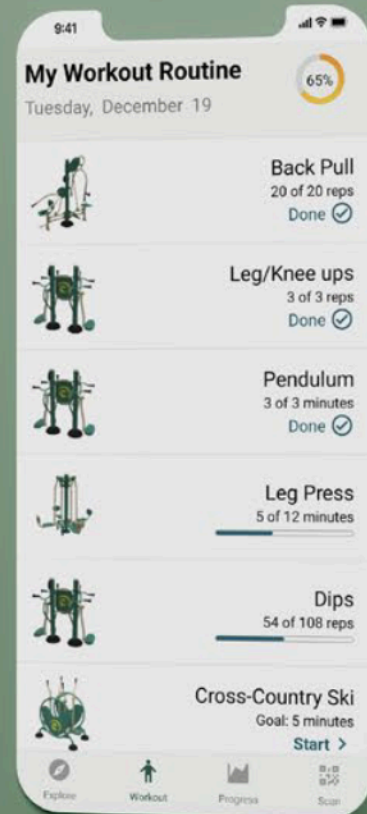 9:41
My Workout Routine
65%
Tuesday, December 19
Back Pull
20 of 20 reps
Done
Leg/Knee ups
3 of 3 reps
Done
Pendulum
3 of 3 minutes
Done
Leg Press
5 of 12 minutes
Dips
54 of 108 reps
Cross-Country Ski
Goal: 5 minutes
Start >
Explore
Workout
Progress
Scan